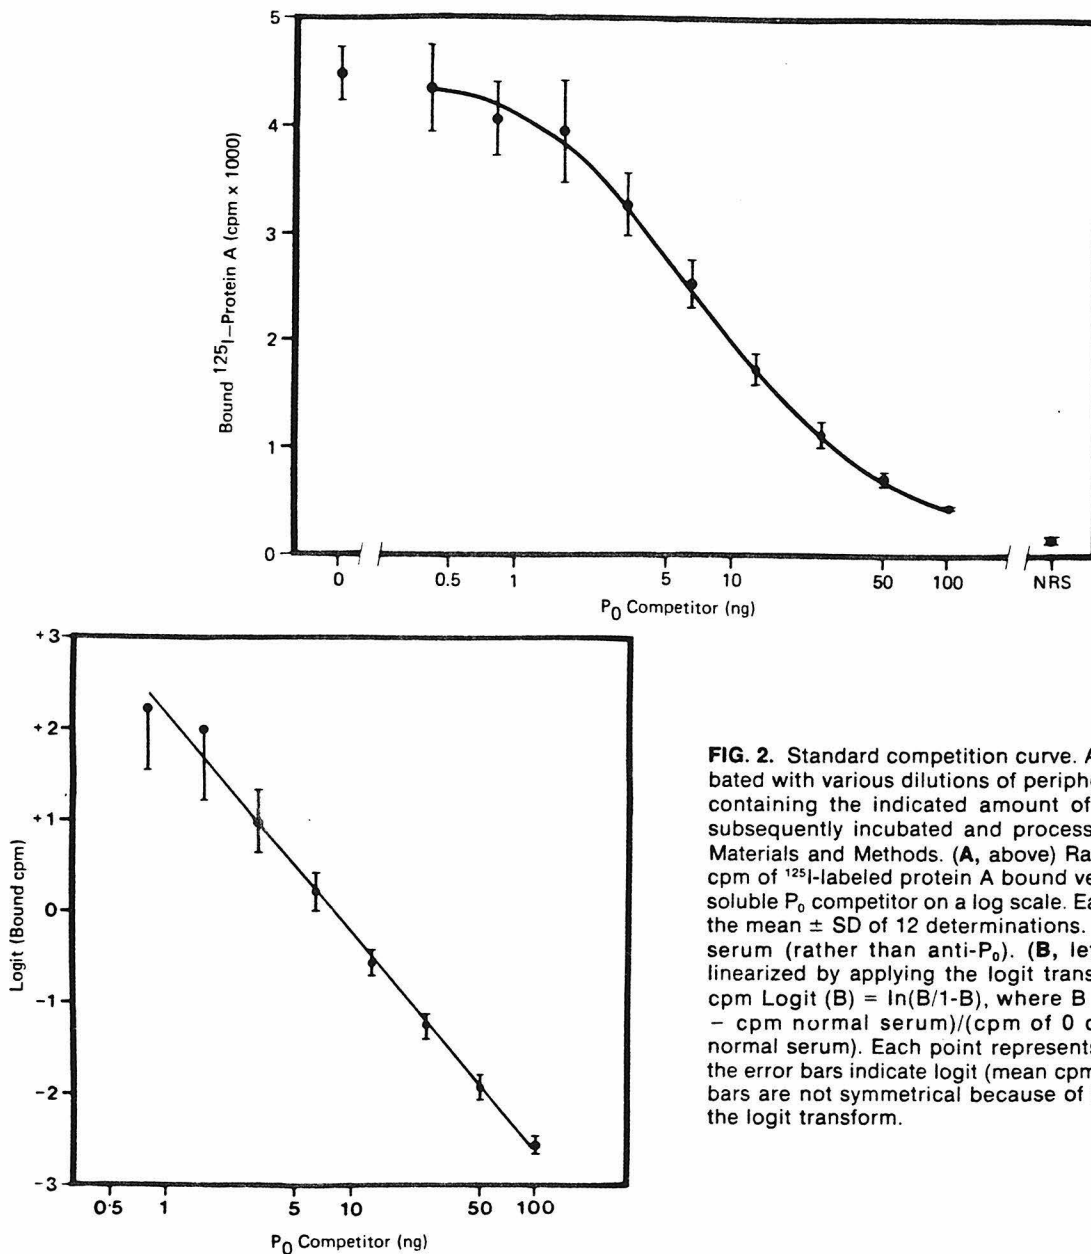 5
4
3
2
1
0
Bound ¹²⁵I–Protein A (cpm x 1000)
0 0.5 1 5 10 50 100 NRS
P₀ Competitor (ng)
+3
+2
+1
0
−1
−2
−3
Logit (Bound cpm)
0·5 1 5 10 50 100
P₀ Competitor (ng)
FIG. 2. Standard competition curve. A
bated with various dilutions of periph
containing the indicated amount of
subsequently incubated and process
Materials and Methods. (A, above) Ra
cpm of ¹²⁵I-labeled protein A bound ve
soluble P₀ competitor on a log scale. Ea
the mean ± SD of 12 determinations.
serum (rather than anti-P₀). (B, le
linearized by applying the logit trans
cpm Logit (B) = ln(B/1-B), where B
− cpm normal serum)/(cpm of 0 c
normal serum). Each point represents
the error bars indicate logit (mean cpm
bars are not symmetrical because of
the logit transform.